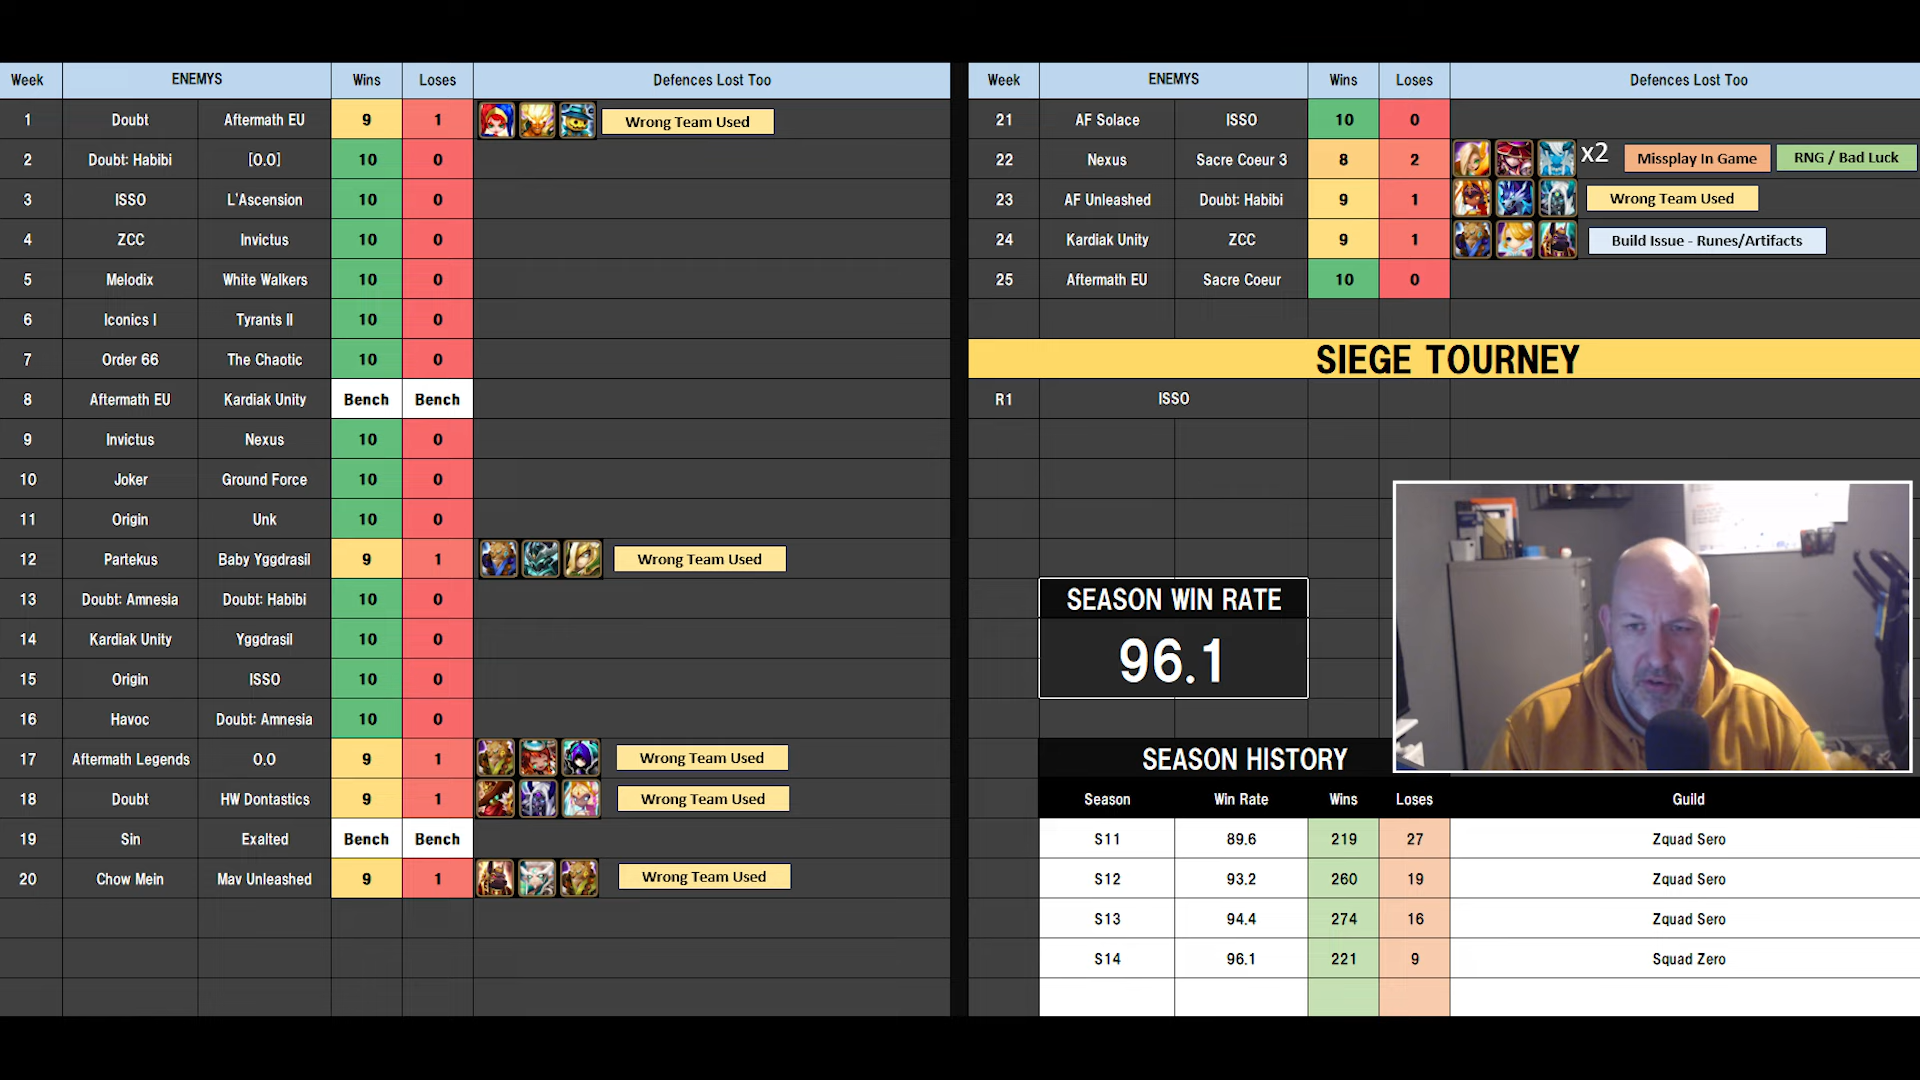 Week ENEMYS Wins Loses Defences Lost Too
1 Doubt Aftermath EU 9 1 Wrong Team Used
2 Doubt: Habibi [0.0] 10 0
3 ISSO L'Ascension 10 0
4 ZCC Invictus 10 0
5 Melodix White Walkers 10 0
6 Iconics I Tyrants II 10 0
7 Order 66 The Chaotic 10 0
8 Aftermath EU Kardiak Unity Bench Bench
9 Invictus Nexus 10 0
10 Joker Ground Force 10 0
11 Origin Unk 10 0
12 Partekus Baby Yggdrasil 9 1 Wrong Team Used
13 Doubt: Amnesia Doubt: Habibi 10 0
14 Kardiak Unity Yggdrasil 10 0
15 Origin ISSO 10 0
16 Havoc Doubt: Amnesia 10 0
17 Aftermath Legends 0.0 9 1 Wrong Team Used
18 Doubt HW Dontastics 9 1 Wrong Team Used
19 Sin Exalted Bench Bench
20 Chow Mein Mav Unleashed 9 1 Wrong Team Used
Week ENEMYS Wins Loses Defences Lost Too
21 AF Solace ISSO 10 0
22 Nexus Sacre Coeur 3 8 2 x2 Missplay In Game RNG / Bad Luck
23 AF Unleashed Doubt: Habibi 9 1 Wrong Team Used
24 Kardiak Unity ZCC 9 1 Build Issue - Runes/Artifacts
25 Aftermath EU Sacre Coeur 10 0
SIEGE TOURNEY
R1 ISSO
SEASON WIN RATE
96.1
SEASON HISTORY
Season Win Rate Wins Loses Guild
S11 89.6 219 27 Zquad Sero
S12 93.2 260 19 Zquad Sero
S13 94.4 274 16 Zquad Sero
S14 96.1 221 9 Squad Zero